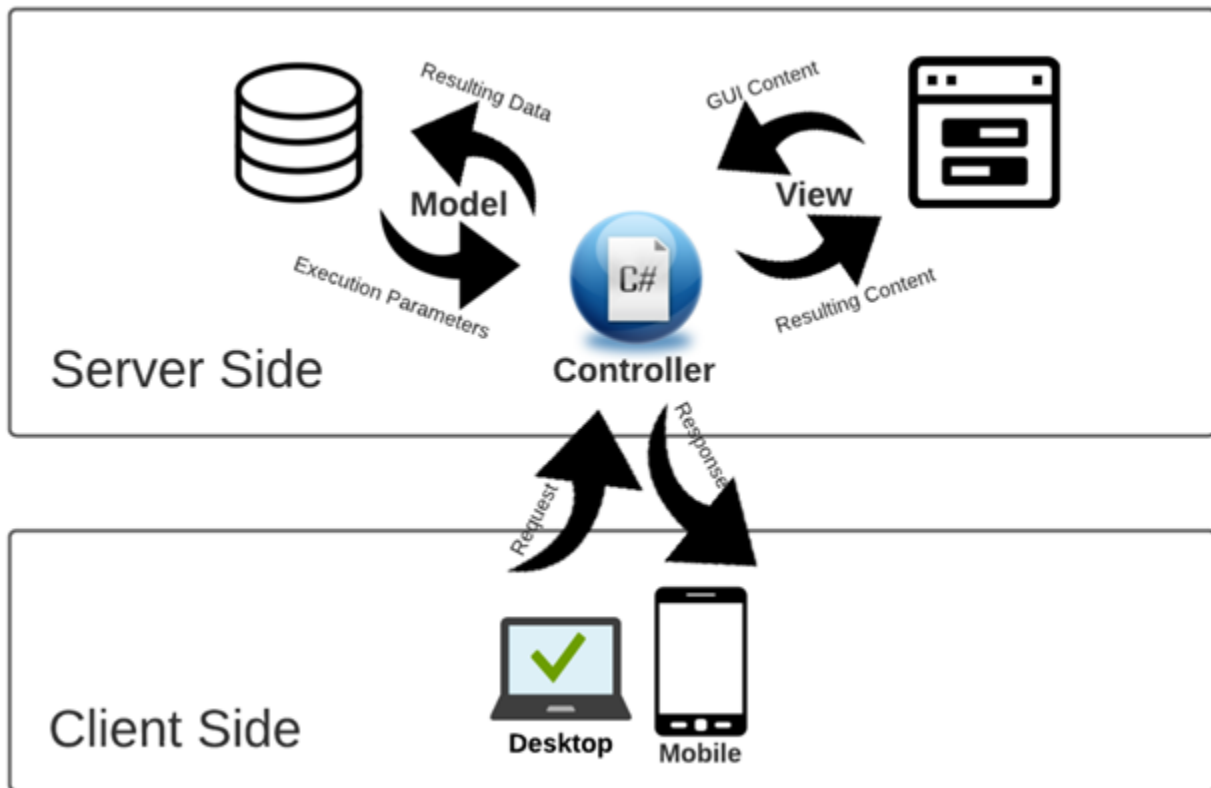 Resulting Data
GUI Content
Model
View
C#
Execution Parameters
Resulting Content
Server Side
Controller
Request
Response
Client Side
Desktop
Mobile